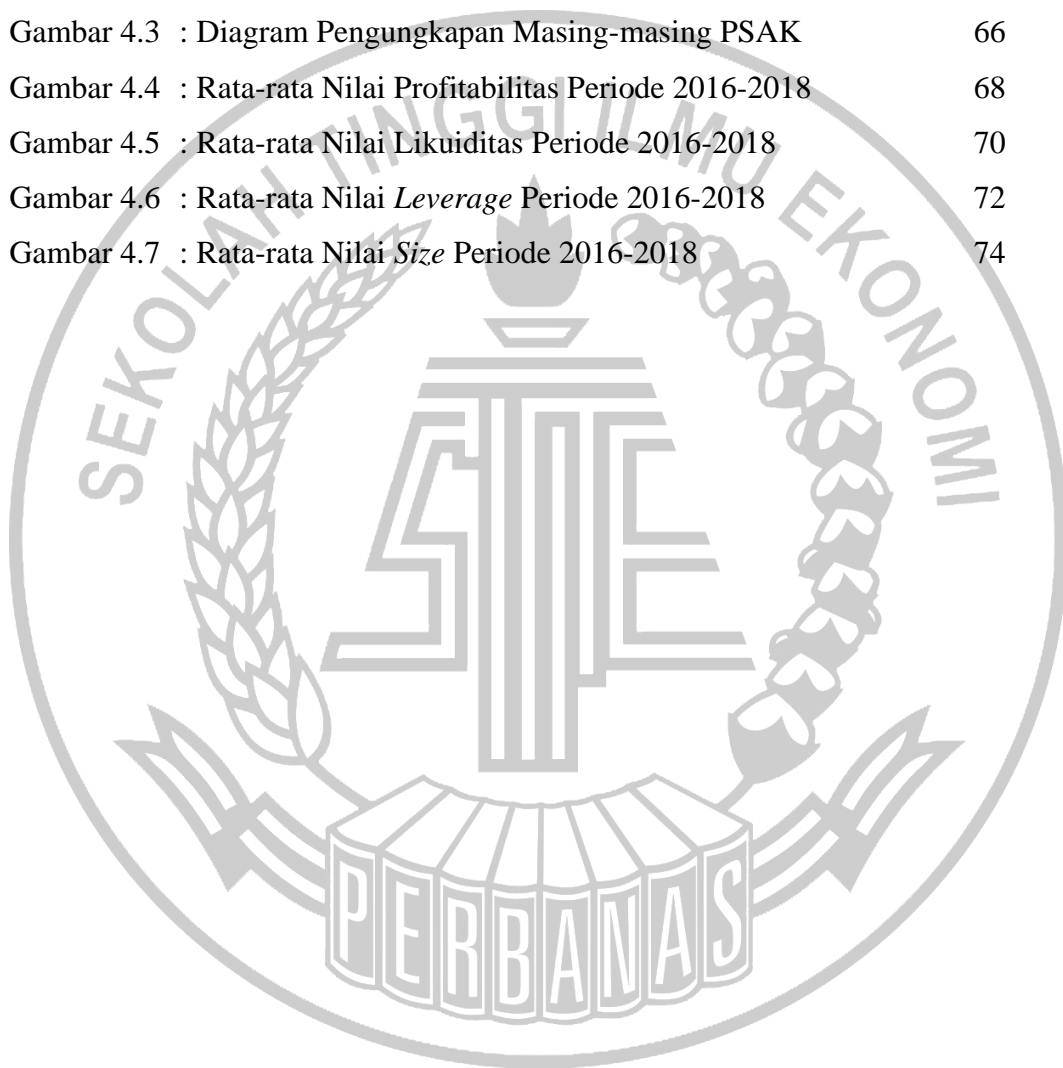 Gambar 4.3 : Diagram Pengungkapan Masing-masing PSAK 66
Gambar 4.4 : Rata-rata Nilai Profitabilitas Periode 2016-2018 68
Gambar 4.5 : Rata-rata Nilai Likuiditas Periode 2016-2018 70
Gambar 4.6 : Rata-rata Nilai Leverage Periode 2016-2018 72
Gambar 4.7 : Rata-rata Nilai Size Periode 2016-2018 74
SEKOLAH TINGGI ILMU EKONOMI
STIE
PERBANAS